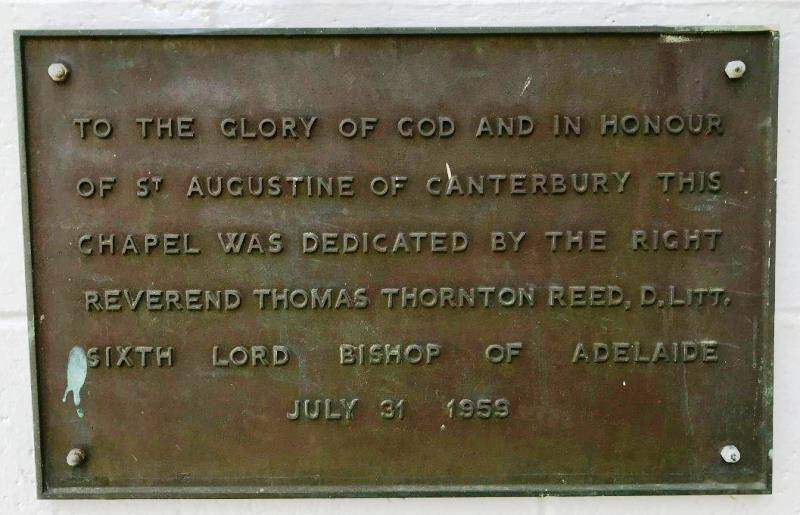 TO THE GLORY OF GOD AND IN HONOUR
OF ST AUGUSTINE OF CANTERBURY THIS
CHAPEL WAS DEDICATED BY THE RIGHT
REVEREND THOMAS THORNTON REED, D.LITT.
SIXTH LORD BISHOP OF ADELAIDE
JULY 31 1959